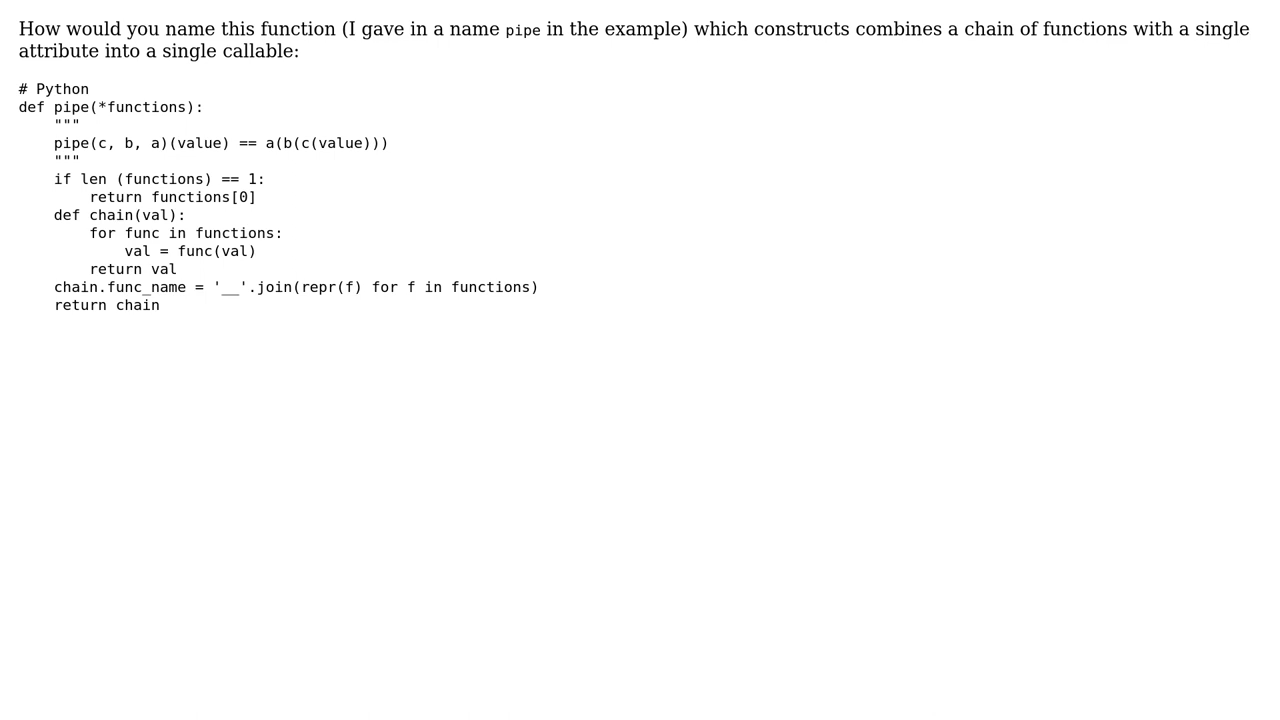 How would you name this function (I gave in a name pipe in the example) which constructs combines a chain of functions with a single
attribute into a single callable:
# Python
def pipe(*functions):
    """
    pipe(c, b, a)(value) == a(b(c(value)))
    """
    if len (functions) == 1:
        return functions[0]
    def chain(val):
        for func in functions:
            val = func(val)
        return val
    chain.func_name = '__'.join(repr(f) for f in functions)
    return chain